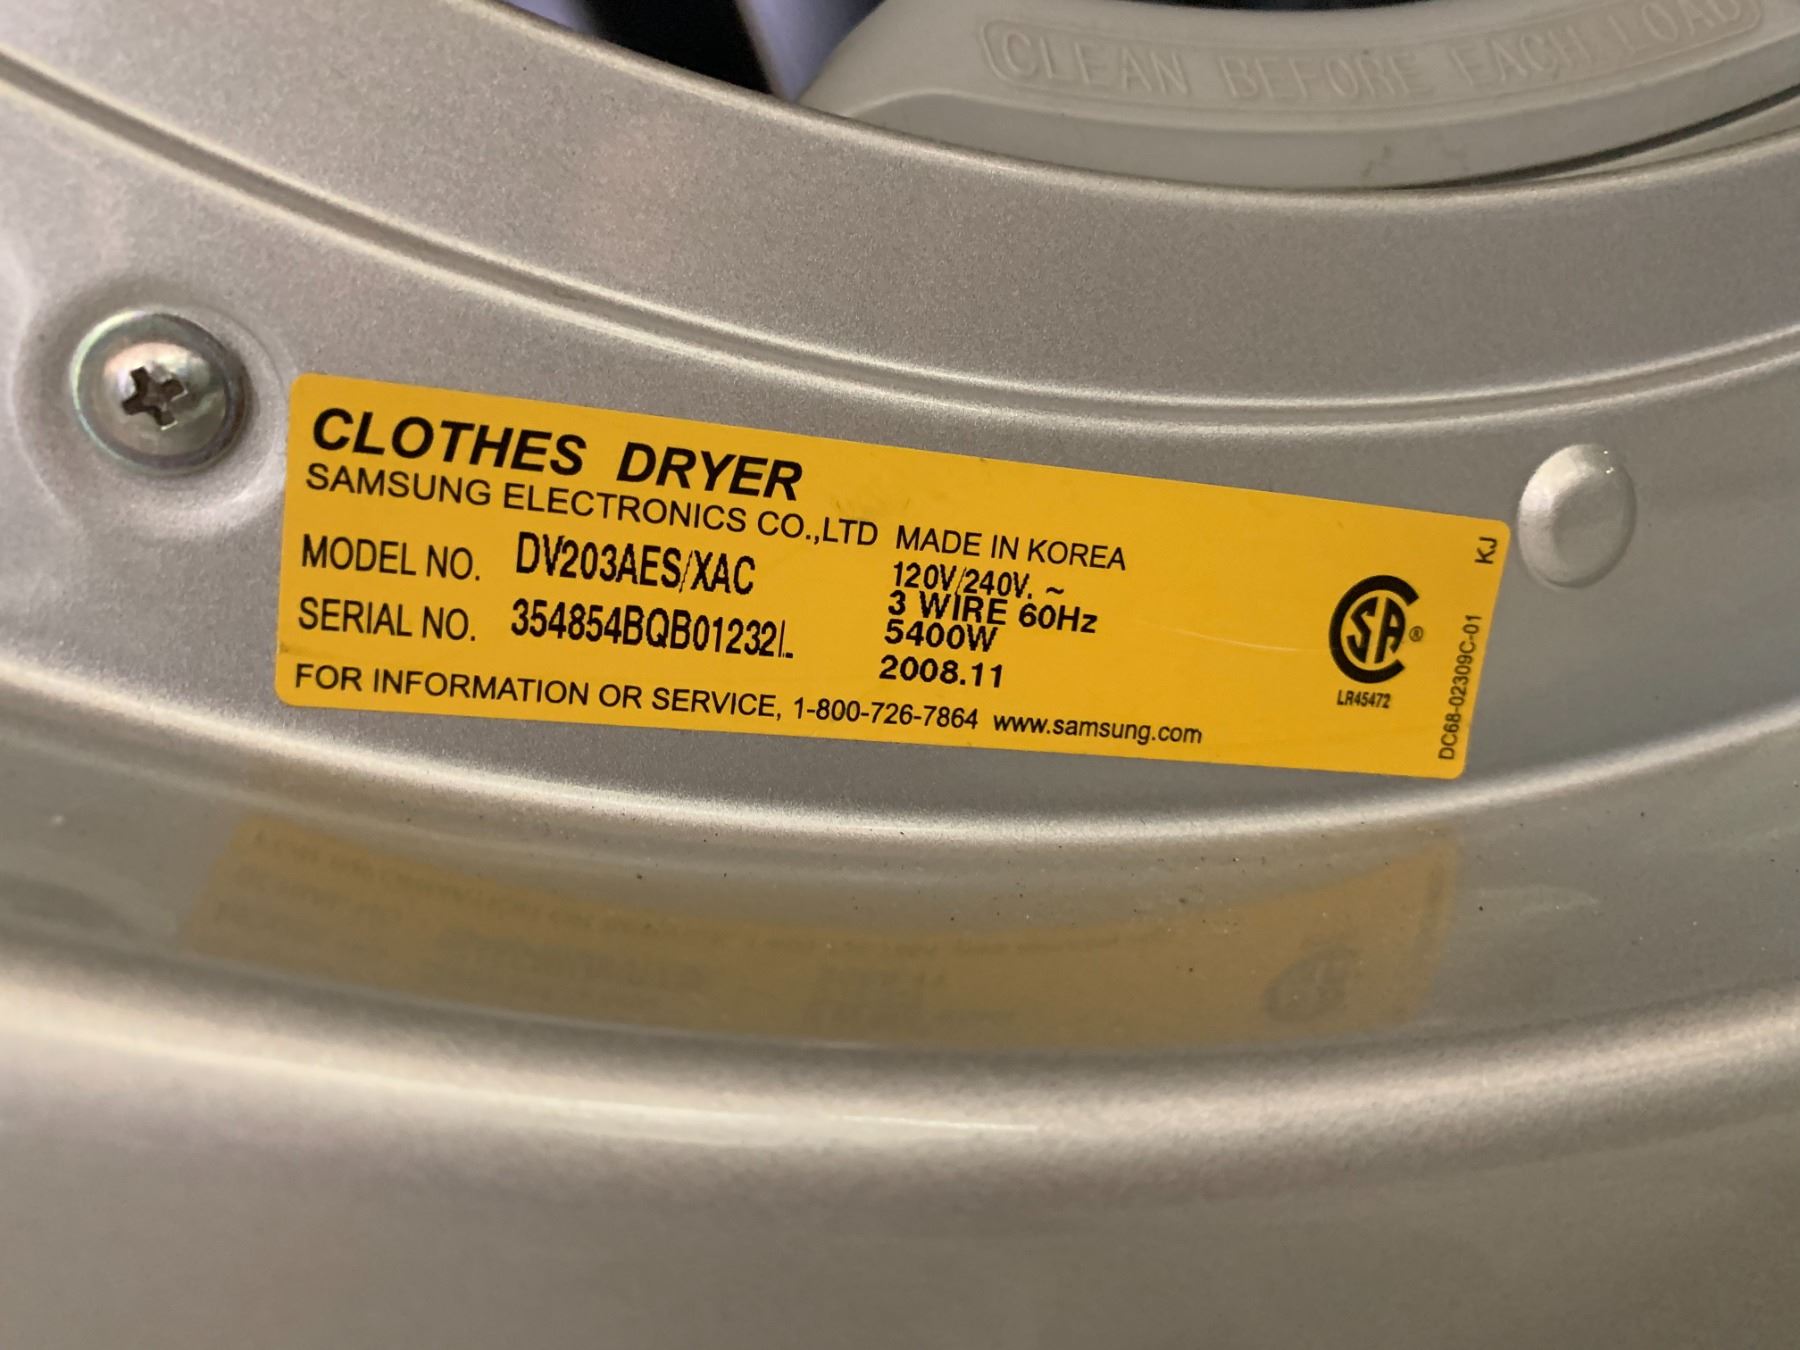 CLEAN BEFORE EACH LOAD
CLOTHES DRYER
SAMSUNG ELECTRONICS CO.,LTD MADE IN KOREA
MODEL NO. DV203AES/XAC
120V/240V. ~
3 WIRE 60Hz
SERIAL NO. 354854BQB01232L
5400W
2008.11
FOR INFORMATION OR SERVICE, 1-800-726-7864 www.samsung.com
SA ®
LR45472
KJ
DC68-02309C-01